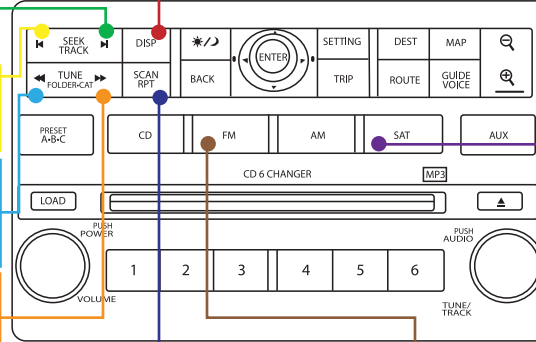 SEEK
TRACK
DISP
SETTING
DEST
MAP
ENTER
TUNE
FOLDER•CAT
SCAN
RPT
BACK
TRIP
ROUTE
GUIDE
VOICE
PRESET
A•B•C
CD
FM
AM
SAT
AUX
CD 6 CHANGER
MP3
LOAD
PUSH
POWER
PUSH
AUDIO
1 2 3 4 5 6
VOLUME
TUNE/
TRACK